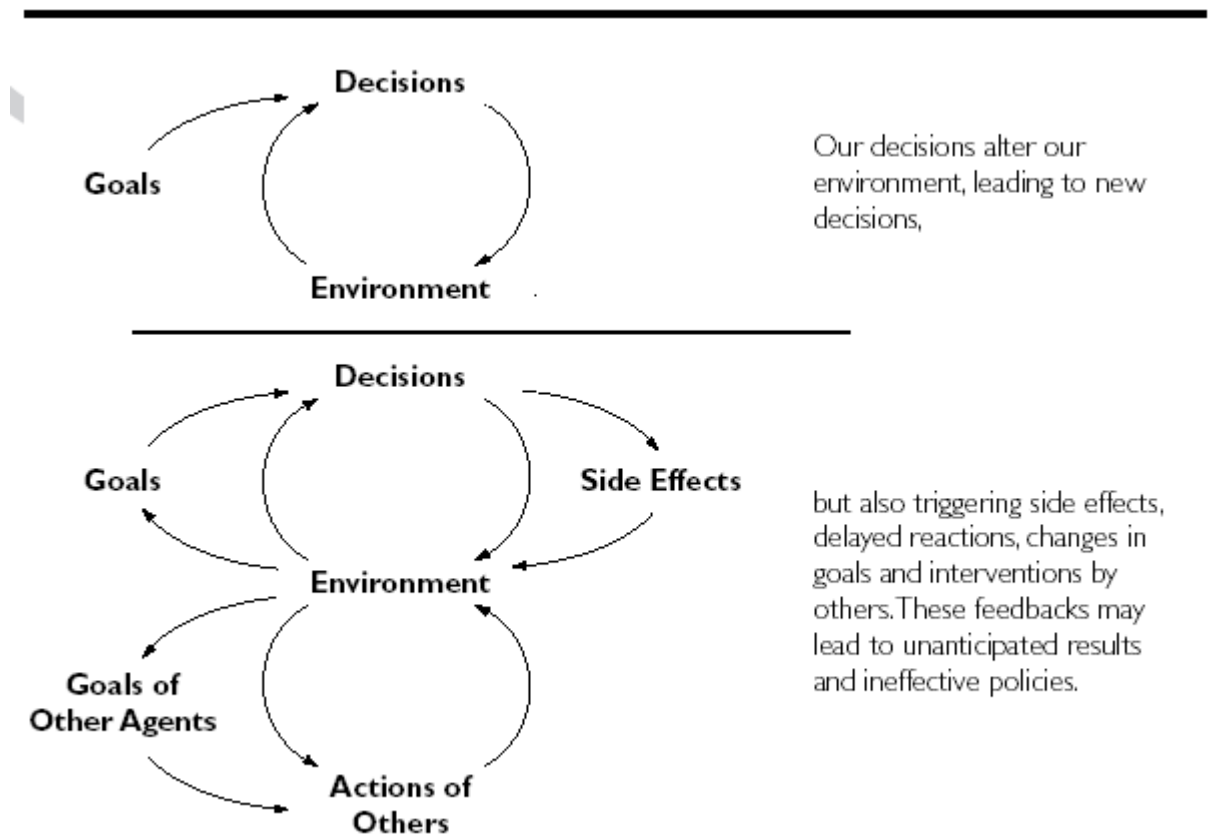 Decisions
Goals
Environment
Our decisions alter our
environment, leading to new
decisions,
Decisions
Goals
Side Effects
Environment
Goals of
Other Agents
Actions of
Others
but also triggering side effects,
delayed reactions, changes in
goals and interventions by
others. These feedbacks may
lead to unanticipated results
and ineffective policies.